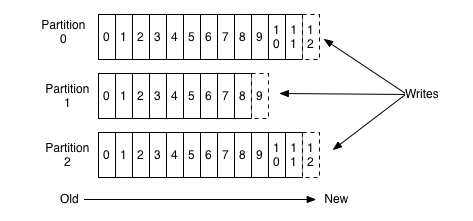 Partition 0
0 1 2 3 4 5 6 7 8 9 10 11 12
Partition 1
0 1 2 3 4 5 6 7 8 9
Writes
Partition 2
0 1 2 3 4 5 6 7 8 9 10 11 12
Old New